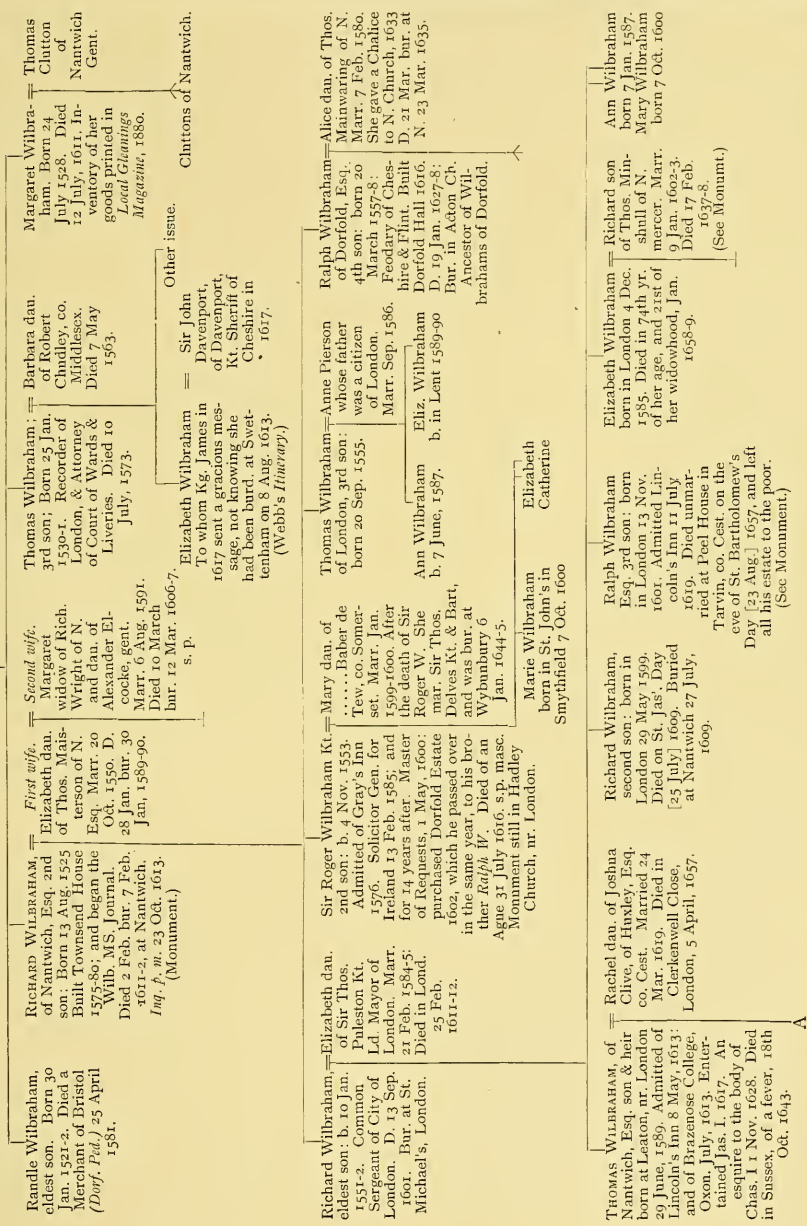 Randle Wilbraham,
eldest son. Born 30
Jan. 1521-2. Died a
Merchant of Bristol
(Dorf. Ped.) 25 April
1581.
RICHARD WILBRAHAM,
of Nantwich, Esq. 2nd
son; Born 13 Aug. 1525
Built Townsend House
1575-80; and began the
Wilb. MS. Journal.
Died 2 Feb. bur. 7 Feb.
1611-2, at Nantwich.
Inq. p. m. 23 Oct. 1613.
(Monument.)
First wife.
Elizabeth dau.
of Thos. Mais-
terson of N.
Esq. Marr. 20
Oct. 1550. D.
28 Jan. bur. 30
Jan, 1589-90.
Second wife.
Margaret
widow of Rich.
Wright of N.
and dau. of
Alexander El-
cocke, gent.
Marr. 6 Aug. 1591.
Died 10 March
bur. 12 Mar. 1606-7.
s. p.
Thomas Wilbraham;
3rd son; Born 25 Jan.
1530-1. Recorder of
London, & Attorney
of Court of Wards &
Liveries. Died 10
July, 1573.
Barbara dau.
of Robert
Chudley, co.
Middlesex.
Died 7 May
1563.
Margaret Wilbra-
ham. Born 24
July 1528. Died
12 July, 1611. In-
ventory of her
goods printed in
Local Gleanings
Magazine, 1880.
Thomas
Clutton
of
Nantwich
Gent.
Elizabeth Wilbraham
To whom Kg. James in
1617 sent a gracious mes-
sage, not knowing she
had been burd. at Swet-
tenham on 8 Aug. 1613.
(Webb's Itinerary.)
Sir John
Davenport,
of Davenport,
Kt. Sheriff of
Cheshire in
1617.
Other issue.
Cluttons of Nantwich.
Richard Wilbraham,
eldest son: b. 10 Jan.
1551-2. Common
Sergeant of City of
London. D. 13 Sep.
1601. Bur. at St.
Michael's, London.
Elizabeth dau.
of Sir Thos.
Puleston Kt.
Ld. Mayor of
London. Marr.
21 Feb. 1584-5;
Died in Lond.
25 Feb.
1611-12.
Sir Roger Wilbraham Kt.
2nd son: b. 4 Nov. 1553.
Admitted of Gray's Inn
1576. Solicitor Gen. for
Ireland 13 Feb. 1585; and
for 14 years after. Master
of Requests, 1 May, 1600;
purchased Dorfold Estate
1602, which he passed over
in the same year, to his bro-
ther Ralph W. Died of an
Ague 31 July 1616. s.p. masc.
Monument still in Hadley
Church, nr. London.
Mary dau. of
...... Baber de
Tew, co. Somer-
set. Marr. Jan.
1599-1600. After
the death of Sir
Roger W. She
mar. Sir Thos.
Delves Kt. & Bart,
and was bur. at
Wybunbury 6
Jan. 1644-5.
Thomas Wilbraham
of London, 3rd son:
born 20 Sep. 1555.
Anne Pierson
whose father
was a citizen
of London.
Marr. Sep. 1586.
Ralph Wilbraham
of Dorfold, Esq.
4th son: born 20
March 1557-8:
Feodary of Ches-
hire & Flint. Built
Dorfold Hall 1616.
D. 19 Jan. 1627-8;
Bur. in Acton Ch.
Ancestor of Wil-
brahams of Dorfold.
Alice dau. of Thos.
Mainwaring of N.
Marr. 7 Feb. 1580.
She gave a Chalice
to N. Church, 1633
D. 21 Mar. bur. at
N. 23 Mar. 1635.
Ann Wilbraham
b. 7 June, 1587.
Eliz. Wilbraham
b. in Lent 1589-90
Marie Wilbraham
born in St. John's in
Smythfield 7 Oct. 1600
Elizabeth
Catherine
THOMAS WILBRAHAM, of
Nantwich, Esq. son & heir
born at Leaton, nr. London
29 June, 1589. Admitted of
Lincoln's Inn 8 May, 1613:
and of Brazenose College,
Oxon. July, 1613. Enter-
tained Jas. I. 1617. An
esquire to the body of
Chas. I 1 Nov. 1628. Died
in Sussex, of a fever, 18th
Oct. 1643.
Rachel dau. of Joshua
Clive, of Huxley, Esq.
co. Cest. Married 24
Mar. 1619. Died in
Clerkenwell Close,
London, 5 April, 1657.
Richard Wilbraham,
second son; born in
London 29 May 1599.
Died on St. Jas'. Day
[25 July] 1609. Buried
at Nantwich 27 July,
1609.
Ralph Wilbraham
Esq. 3rd son: born
in London 13 Nov.
1601. Admitted Lin-
coln's Inn 11 July
1619. Died unmar-
ried at Peel House in
Tarvin, co. Cest. on the
eve of St. Bartholomew's
Day [23 Aug.] 1657. and left
all his estate to the poor.
(See Monument.)
Elizabeth Wilbraham
born in London 4 Dec.
1585. Died in 74th yr.
of her age, and 21st of
her widowhood, Jan.
1658-9.
Richard son
of Thos. Min-
shull of N.
mercer. Marr.
9 Jan. 1602-3.
Died 17 Feb.
1637-8.
(See Monumt.)
Ann Wilbraham
born 7 Jan. 1587.
Mary Wilbraham
born 7 Oct. 1600
A